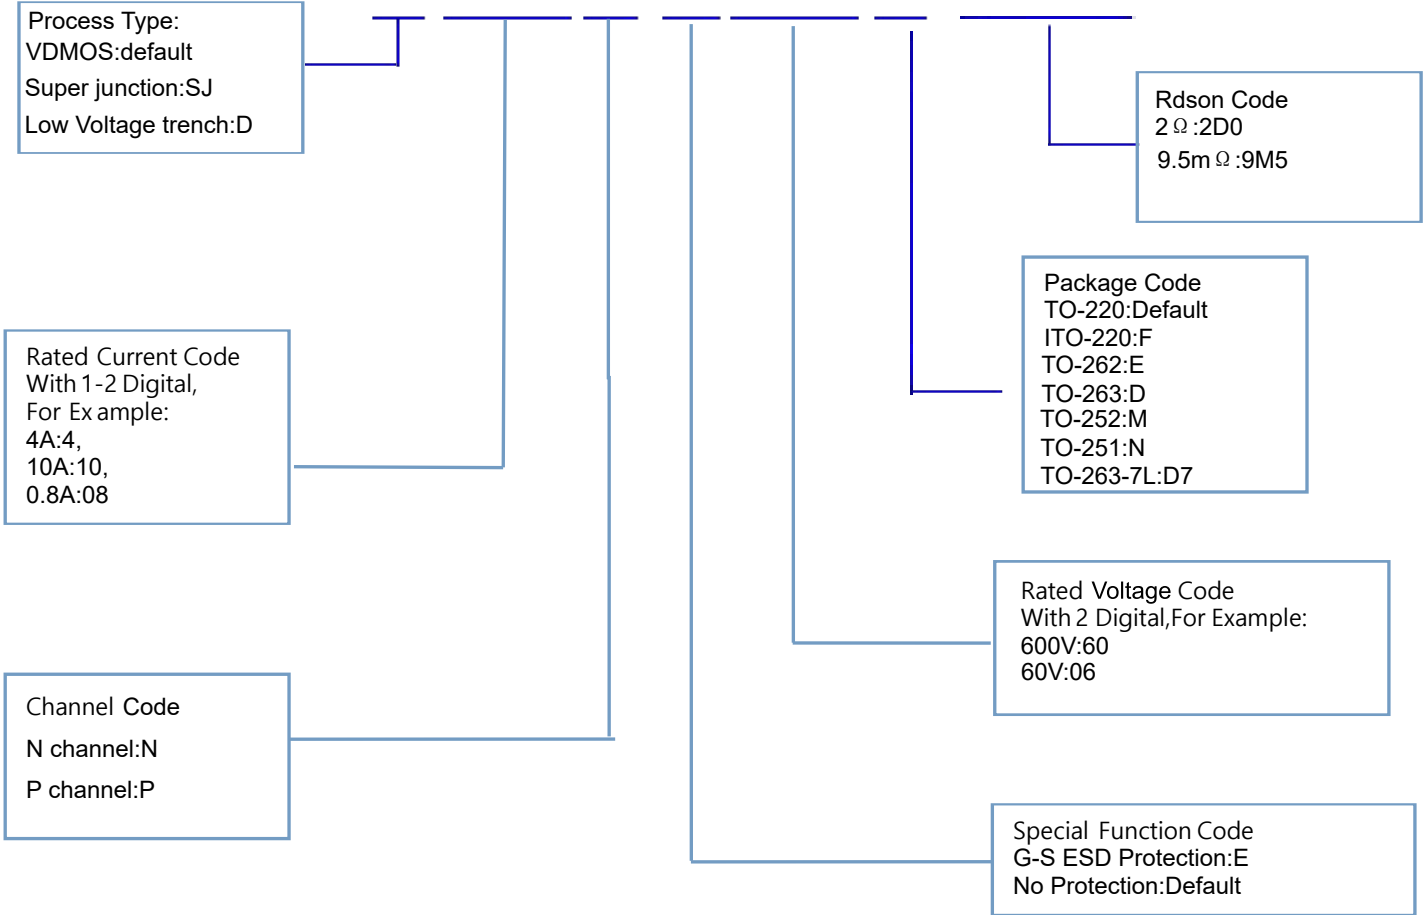 Process Type:
VDMOS:default
Super junction:SJ
Low Voltage trench:D
Rdson Code
2Ω:2D0
9.5mΩ:9M5
Package Code
TO-220:Default
ITO-220:F
TO-262:E
TO-263:D
TO-252:M
TO-251:N
TO-263-7L:D7
Rated Current Code
With 1-2 Digital,
For Ex ample:
4A:4,
10A:10,
0.8A:08
Rated Voltage Code
With 2 Digital,For Example:
600V:60
60V:06
Channel Code
N channel:N
P channel:P
Special Function Code
G-S ESD Protection:E
No Protection:Default